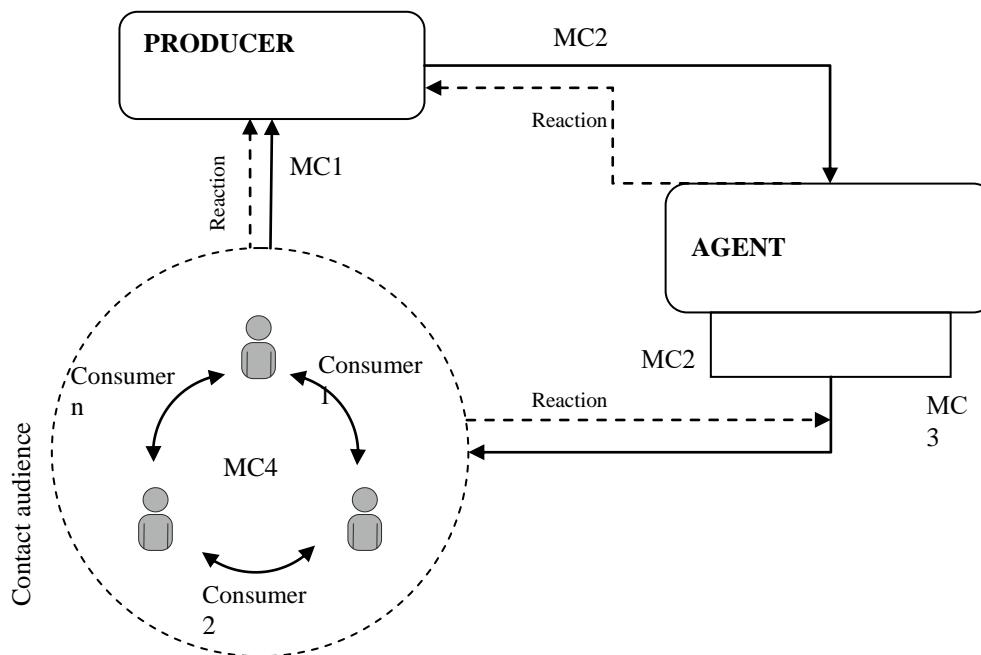 MC2
PRODUCER
Reaction
MC1
Reaction
AGENT
Consumer
n
Consumer
1
MC2
Reaction
MC
3
MC4
Contact audience
Consumer
2